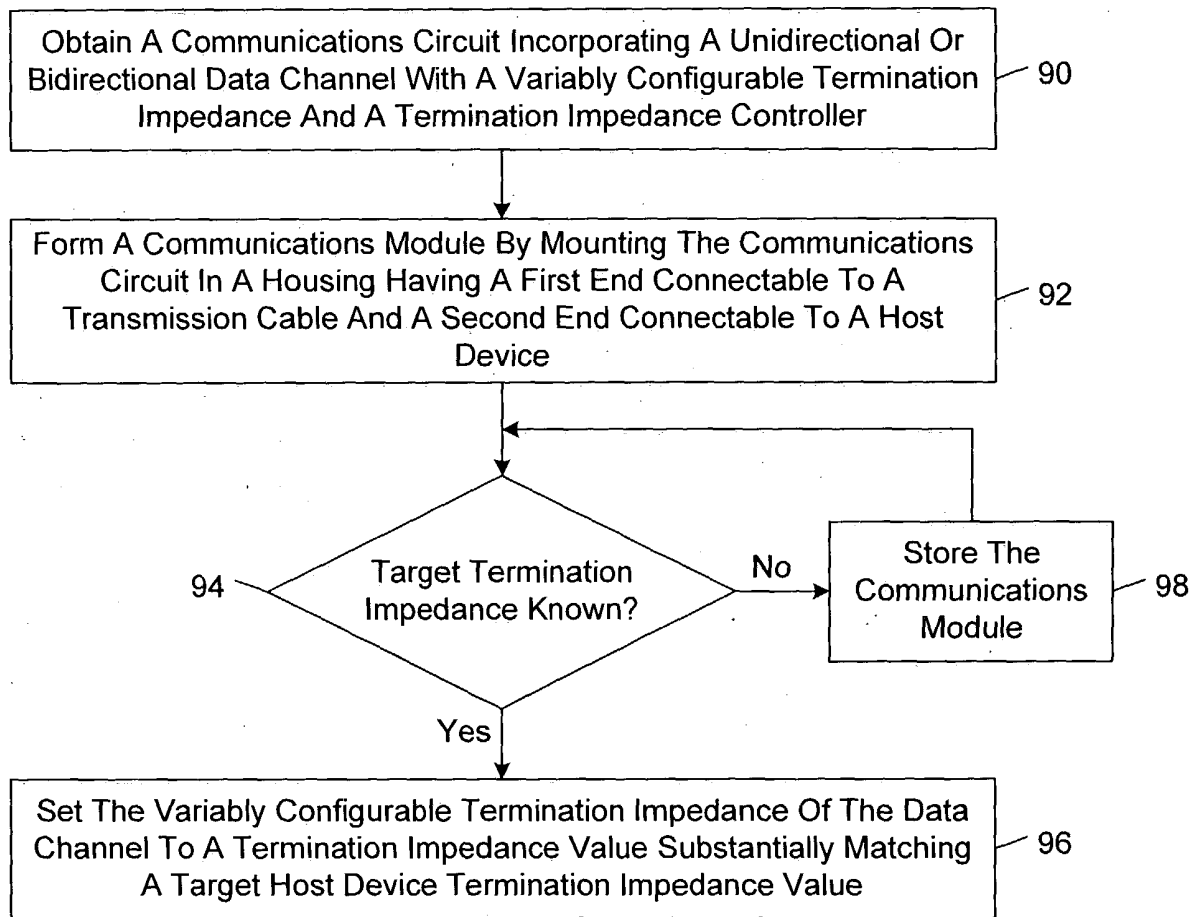 Obtain A Communications Circuit Incorporating A Unidirectional Or
Bidirectional Data Channel With A Variably Configurable Termination
Impedance And A Termination Impedance Controller
90
Form A Communications Module By Mounting The Communications
Circuit In A Housing Having A First End Connectable To A
Transmission Cable And A Second End Connectable To A Host
Device
92
94
Target Termination
Impedance Known?
No
Store The
Communications
Module
98
Yes
Set The Variably Configurable Termination Impedance Of The Data
Channel To A Termination Impedance Value Substantially Matching
A Target Host Device Termination Impedance Value
96